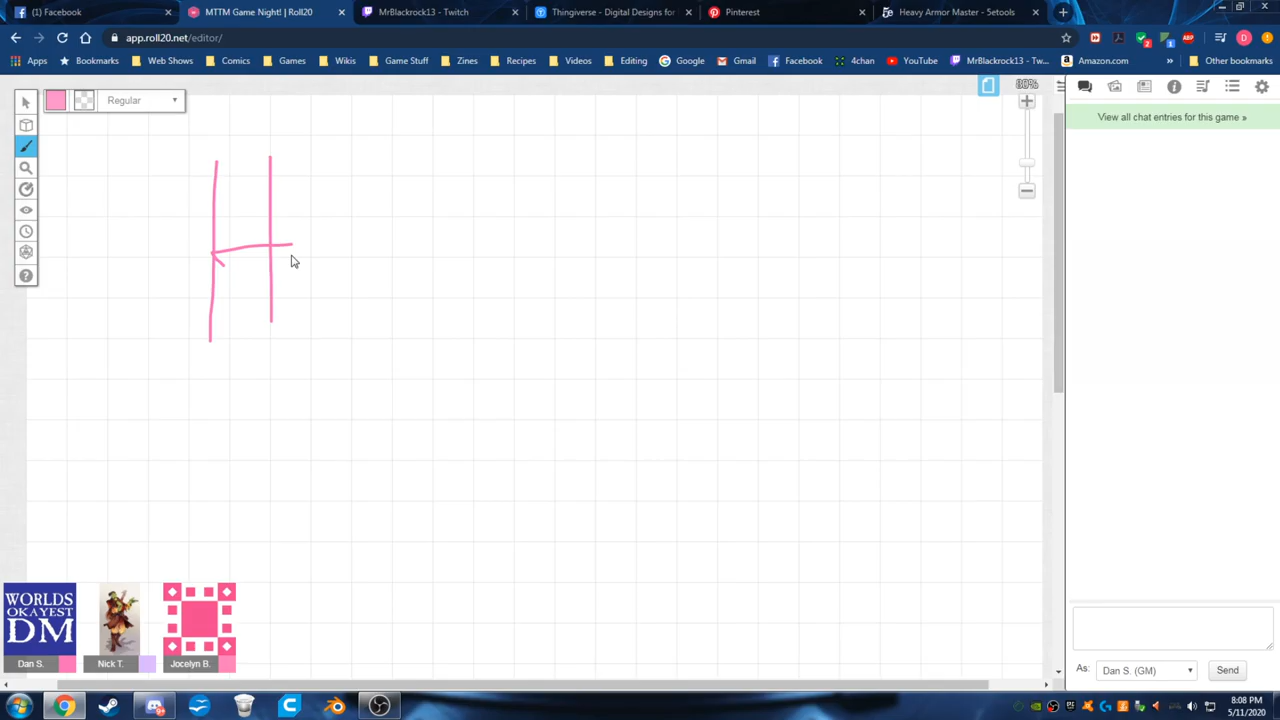 (1) Facebook
MTTM Game Night! | Roll20
MrBlackrock13 - Twitch
Thingiverse - Digital Designs for
Pinterest
Heavy Armor Master - 5etools
app.roll20.net/editor/
Apps
Bookmarks
Web Shows
Comics
Games
Wikis
Recipes
Game Stuff
Zines
Videos
Editing
Google
Gmail
Facebook
4chan
YouTube
MrBlackrock13 - Tw...
Amazon.com
»
Other bookmarks
Regular
80%
View all chat entries for this game »
H
WORLDS
OKAYEST
DM
Dan S.
Nick T.
Jocelyn B.
As:
Dan S. (GM)
Send
8:08 PM
5/11/2020